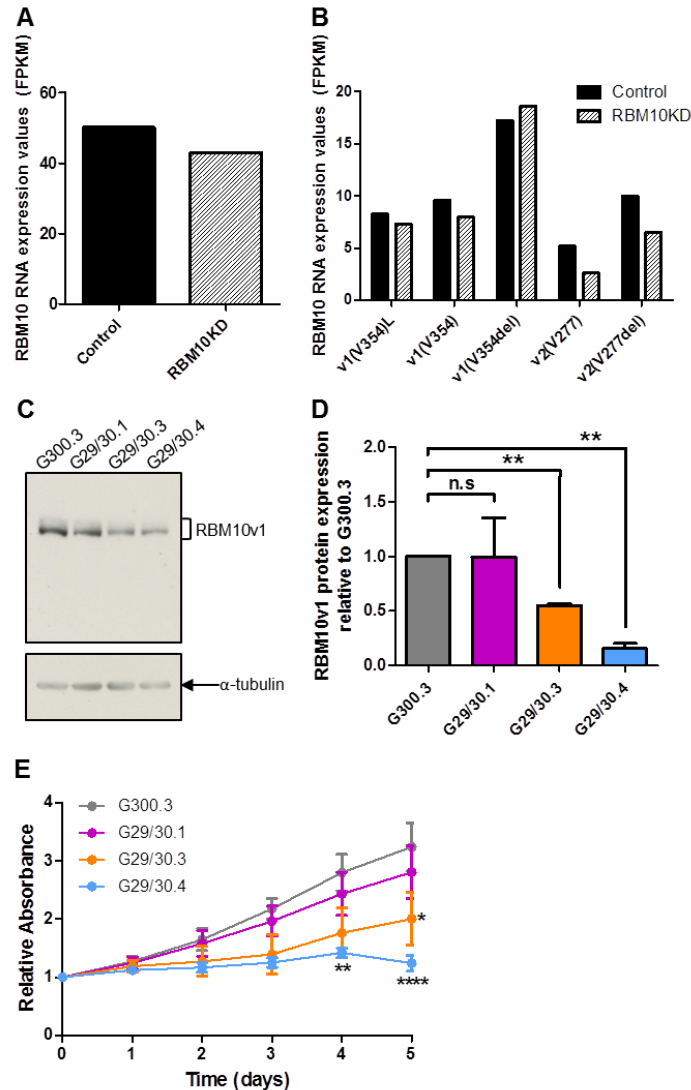 A
RBM10 RNA expression values (FPKM)
60
40
20
0
Control
RBM10KD
B
RBM10 RNA expression values (FPKM)
20
15
10
5
0
Control
RBM10KD
v1(V354)L
v1(V354)
v1(V354del)
v2(V277)
v2(V277del)
C
G300.3
G29/30.1
G29/30.3
G29/30.4
RBM10v1
α-tubulin
D
RBM10v1 protein expression
relative to G300.3
2.0
1.5
1.0
0.5
0.0
**
**
n.s
G300.3
G29/30.1
G29/30.3
G29/30.4
E
Relative Absorbance
4
3
2
1
0
G300.3
G29/30.1
G29/30.3
G29/30.4
*
**
****
0 1 2 3 4 5
Time (days)